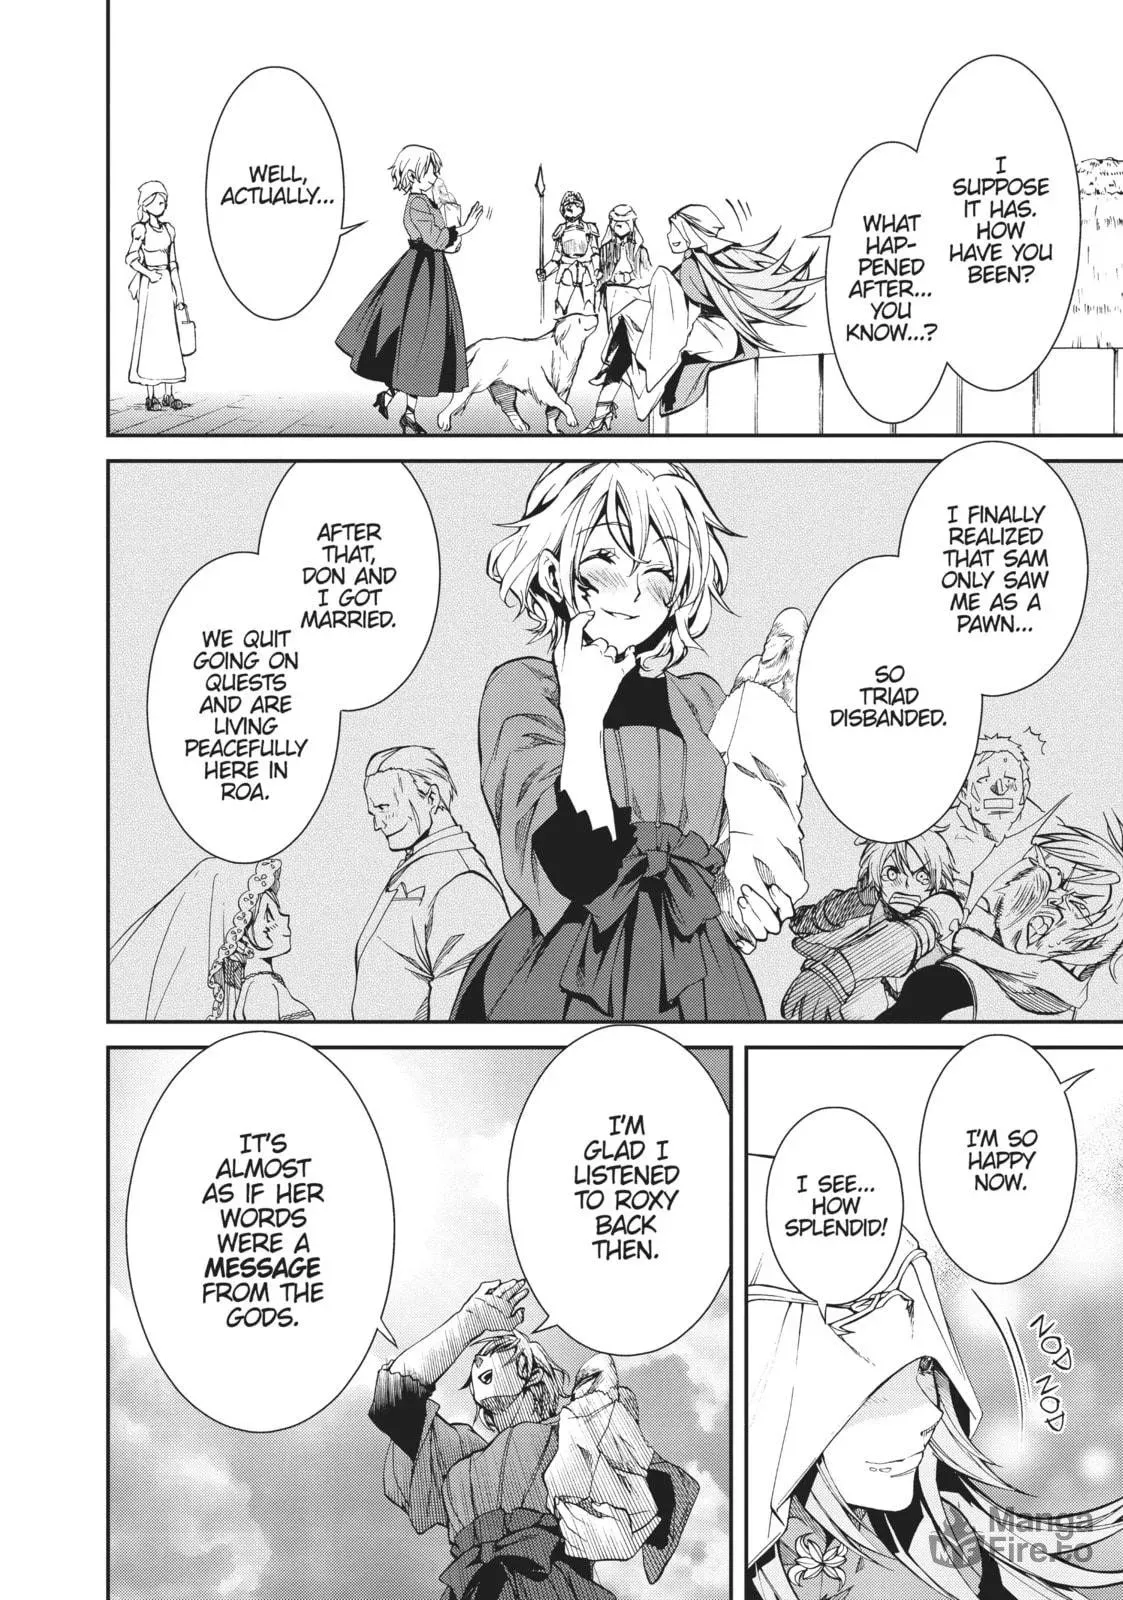 I
SUPPOSE
IT HAS.
HOW
HAVE YOU
BEEN?
WHAT
HAP-
PENED
AFTER...
YOU
KNOW...?
WELL,
ACTUALLY...
I FINALLY
REALIZED
THAT SAM
ONLY SAW
ME AS A
PAWN...
SO
TRIAD
DISBANDED.
AFTER
THAT,
DON AND
I GOT
MARRIED.
WE QUIT
GOING ON
QUESTS
AND ARE
LIVING
PEACEFULLY
HERE IN
ROA.
I'M SO
HAPPY
NOW.
I SEE...
HOW
SPLENDID!
NOD
NOD
I'M
GLAD I
LISTENED
TO ROXY
BACK
THEN.
IT'S
ALMOST
AS IF HER
WORDS
WERE A
MESSAGE
FROM THE
GODS.
Manga
Fire.to